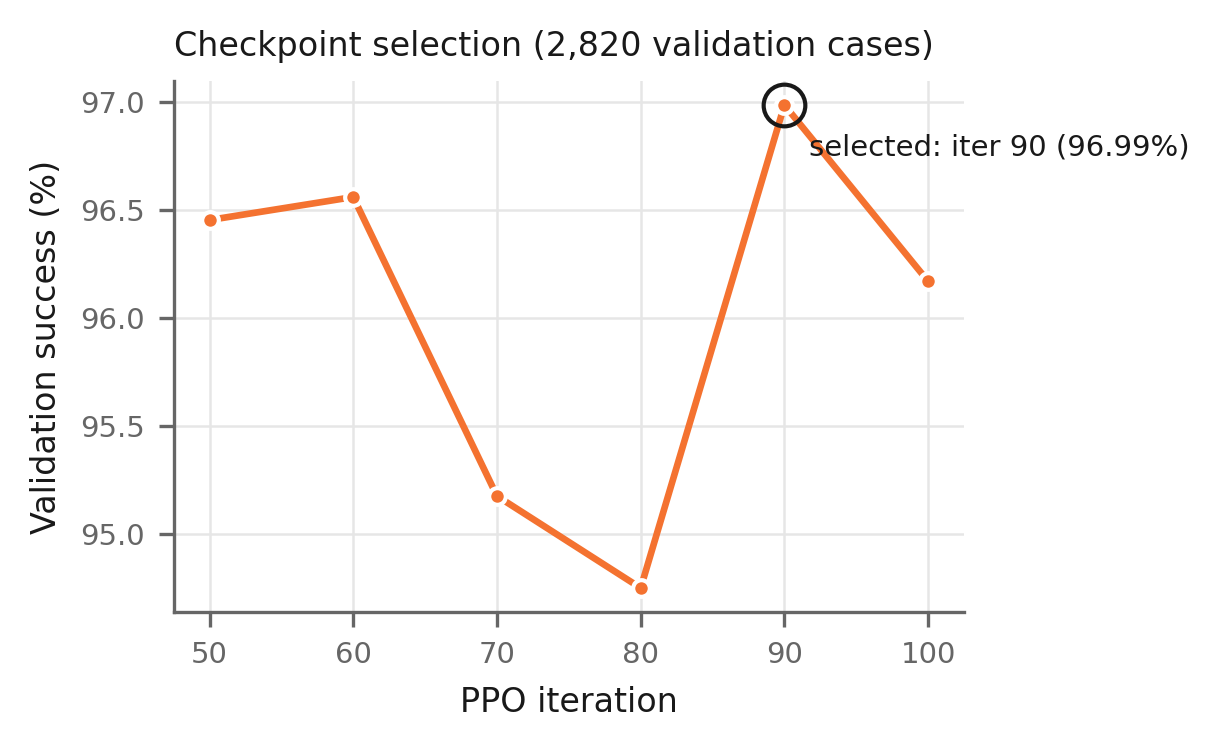 Checkpoint selection (2,820 validation cases)
97.0
selected: iter 90 (96.99%)
96.5
96.0
95.5
95.0
Validation success (%)
50 60 70 80 90 100
PPO iteration